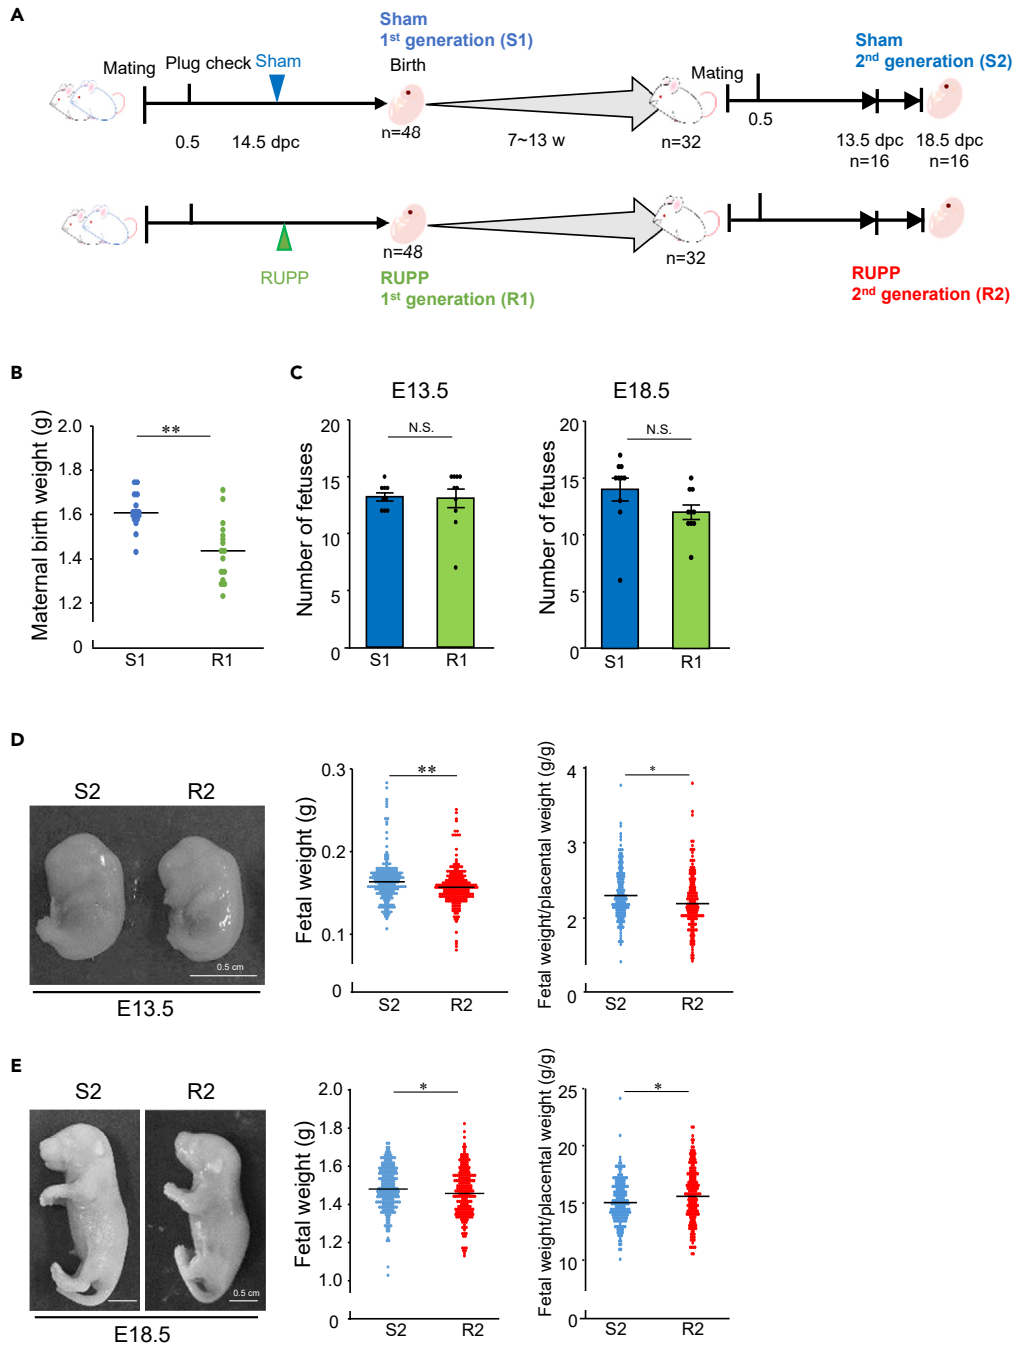 A
Sham
1st generation (S1)
Sham
2nd generation (S2)
Mating
Plug check
Sham
Birth
Mating
0.5
14.5 dpc
n=48
7~13 w
n=32
0.5
13.5 dpc
n=16
18.5 dpc
n=16
RUPP
n=48
RUPP
1st generation (R1)
n=32
RUPP
2nd generation (R2)
B
Maternal birth weight (g)
2.0
1.8
1.6
1.4
1.2
0
**
S1
R1
C
E13.5
Number of fetuses
20
15
10
5
0
N.S.
S1
R1
E18.5
Number of fetuses
20
15
10
5
0
N.S.
S1
R1
D
S2
R2
0.5 cm
E13.5
Fetal weight (g)
0.3
0.2
0.1
0
**
S2
R2
Fetal weight/placental weight (g/g)
4
3
2
0
*
S2
R2
E
S2
R2
0.5 cm
E18.5
Fetal weight (g)
2.0
1.8
1.6
1.4
1.2
1.0
0
*
S2
R2
Fetal weight/placental weight (g/g)
25
20
15
10
0
*
S2
R2